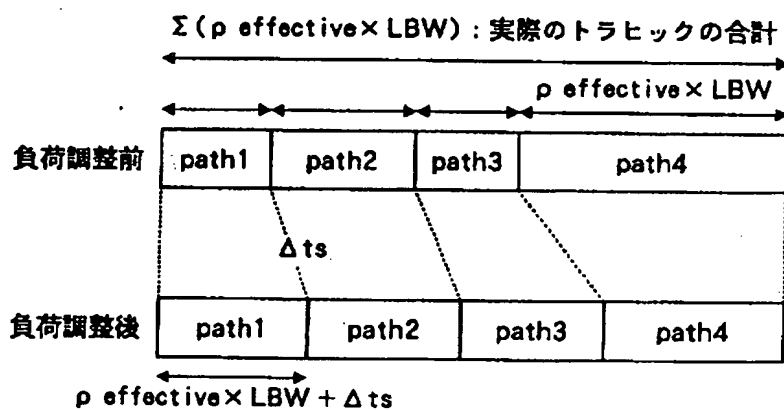 Σ(ρ effective×LBW):実際のトラヒックの合計
ρ effective×LBW
負荷調整前 path1 path2 path3 path4
Δts
負荷調整後 path1 path2 path3 path4
ρ effective×LBW+Δts